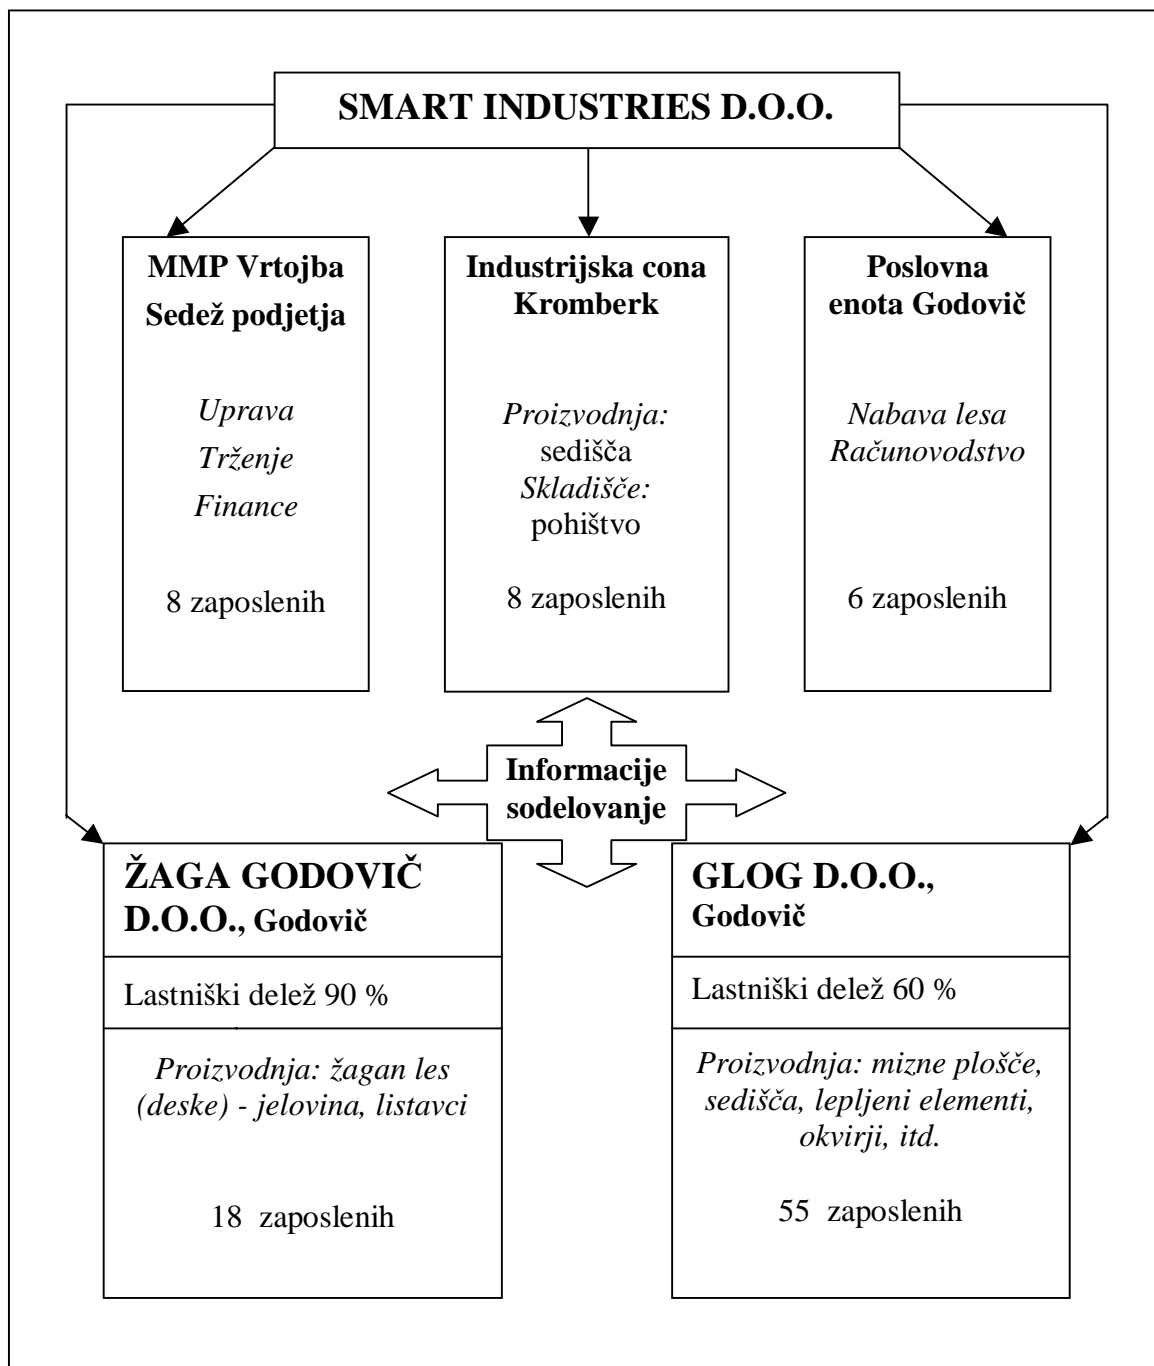 SMART INDUSTRIES D.O.O.
MMP Vrtojba
Sedež podjetja
Uprava
Trženje
Finance
8 zaposlenih
Industrijska cona
Kromberk
Proizvodnja:
sedišča
Skladišče:
pohištvo
8 zaposlenih
Poslovna
enota Godovič
Nabava lesa
Računovodstvo
6 zaposlenih
Informacije
sodelovanje
ŽAGA GODOVIČ
D.O.O., Godovič
Lastniški delež 90 %
Proizvodnja: žagan les
(deske) - jelovina, listavci
18 zaposlenih
GLOG D.O.O.,
Godovič
Lastniški delež 60 %
Proizvodnja: mizne plošče,
sedišča, lepljeni elementi,
okvirji, itd.
55 zaposlenih